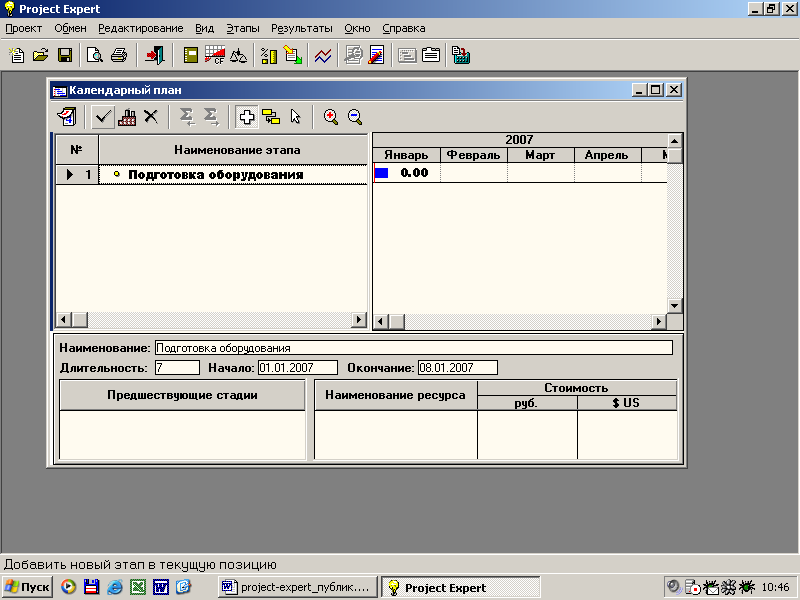 Project Expert
Проект Обмен Редактирование Вид Этапы Результаты Окно Справка
CF
Календарный план
№ Наименование этапа
2007
Январь Февраль Март Апрель
1 Подготовка оборудования 0.00
Наименование: Подготовка оборудования
Длительность: 7 Начало: 01.01.2007 Окончание: 08.01.2007
Предшествующие стадии Наименование ресурса Стоимость
руб. $ US
Добавить новый этап в текущую позицию
Пуск project-expert_публик.... Project Expert 10:46